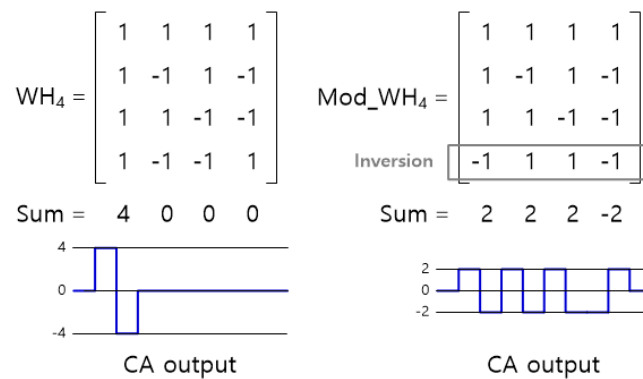 WH₄ =
1 1 1 1
1 -1 1 -1
1 1 -1 -1
1 -1 -1 1
Sum = 4 0 0 0
4
0
-4
CA output
Mod_WH₄ =
1 1 1 1
1 -1 1 -1
1 1 -1 -1
Inversion -1 1 1 -1
Sum = 2 2 2 -2
2
0
-2
CA output